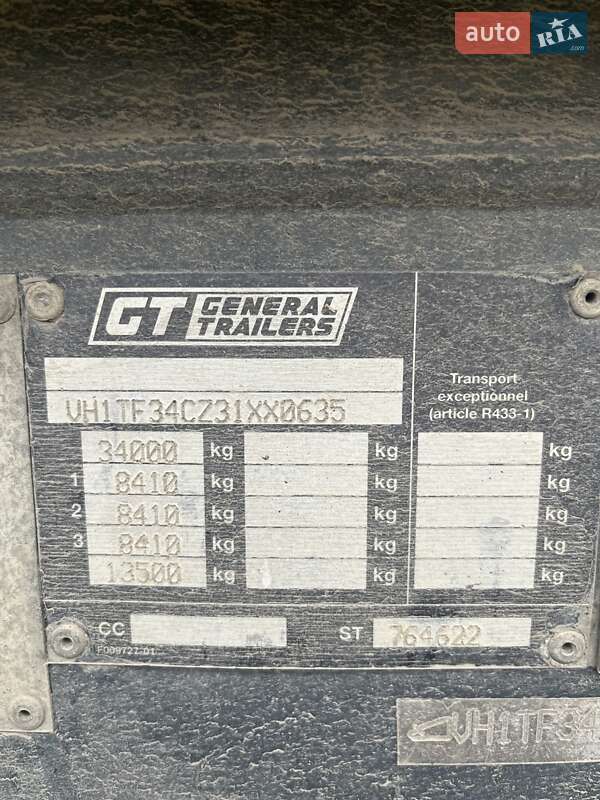 auto RIA
.com
GT GENERAL
TRAILERS
Transport
exceptionnel
(article R433-1)
VH1TF34CZ31XX0635
34000 kg kg kg
1 8410 kg kg kg
2 8410 kg kg kg
3 8410 kg kg kg
13500 kg kg kg
CC ST 764622
F009727-01
VH1TF34